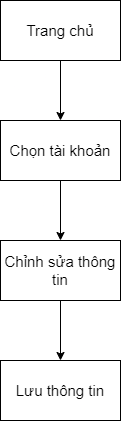 Trang chủ
Chọn tài khoản
Chỉnh sửa thông
tin
Lưu thông tin